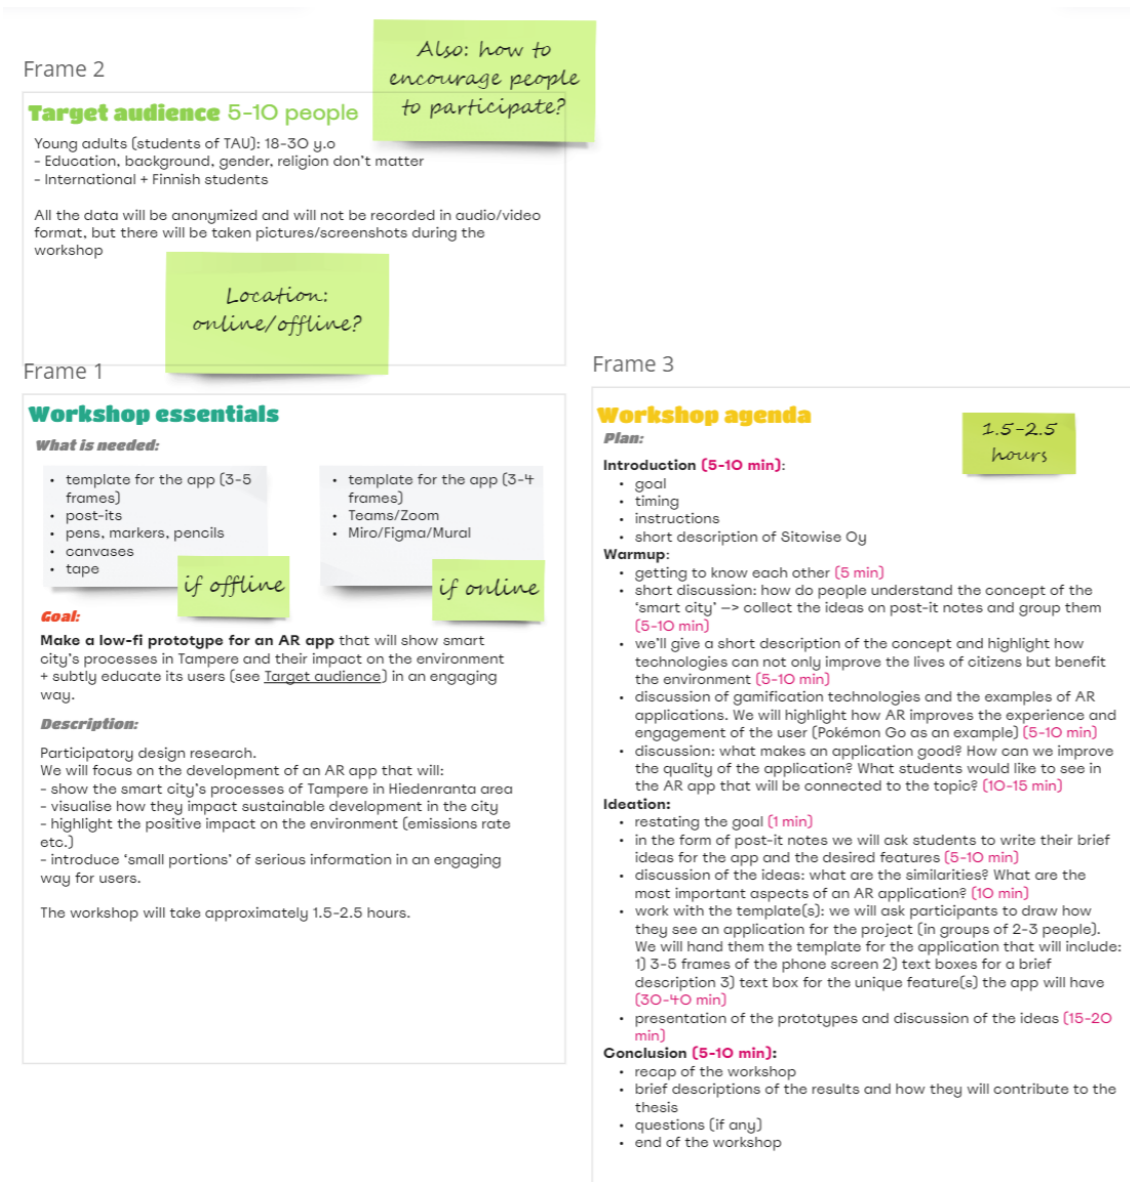 Frame 2
Also: how to
encourage people
to participate?
Target audience 5-10 people
Young adults (students of TAU): 18-30 y.o
- Education, background, gender, religion don't matter
- International + Finnish students
All the data will be anonymized and will not be recorded in audio/video
format, but there will be taken pictures/screenshots during the
workshop
Location:
online/offline?
Frame 1
Workshop essentials
What is needed:
• template for the app (3-5
frames)
• post-its
• pens, markers, pencils
• canvases
• tape
if offline
• template for the app (3-4
frames)
• Teams/Zoom
• Miro/Figma/Mural
if online
Goal:
Make a low-fi prototype for an AR app that will show smart
city's processes in Tampere and their impact on the environment
+ subtly educate its users (see Target audience) in an engaging
way.
Description:
Participatory design research.
We will focus on the development of an AR app that will:
- show the smart city's processes of Tampere in Hiedenranta area
- visualise how they impact sustainable development in the city
- highlight the positive impact on the environment (emissions rate
etc.)
- introduce 'small portions' of serious information in an engaging
way for users.
The workshop will take approximately 1.5-2.5 hours.
Frame 3
Workshop agenda
1.5-2.5
hours
Plan:
Introduction (5-10 min):
• goal
• timing
• instructions
• short description of Sitowise Oy
Warmup:
• getting to know each other (5 min)
• short discussion: how do people understand the concept of the
'smart city' —> collect the ideas on post-it notes and group them
(5-10 min)
• we'll give a short description of the concept and highlight how
technologies can not only improve the lives of citizens but benefit
the environment (5-10 min)
• discussion of gamification technologies and the examples of AR
applications. We will highlight how AR improves the experience and
engagement of the user (Pokémon Go as an example) (5-10 min)
• discussion: what makes an application good? How can we improve
the quality of the application? What students would like to see in
the AR app that will be connected to the topic? (10-15 min)
Ideation:
• restating the goal (1 min)
• in the form of post-it notes we will ask students to write their brief
ideas for the app and the desired features (5-10 min)
• discussion of the ideas: what are the similarities? What are the
most important aspects of an AR application? (10 min)
• work with the template(s): we will ask participants to draw how
they see an application for the project (in groups of 2-3 people).
We will hand them the template for the application that will include:
1) 3-5 frames of the phone screen 2) text boxes for a brief
description 3) text box for the unique feature(s) the app will have
(30-40 min)
• presentation of the prototypes and discussion of the ideas (15-20
min)
Conclusion (5-10 min):
• recap of the workshop
• brief descriptions of the results and how they will contribute to the
thesis
• questions (if any)
• end of the workshop